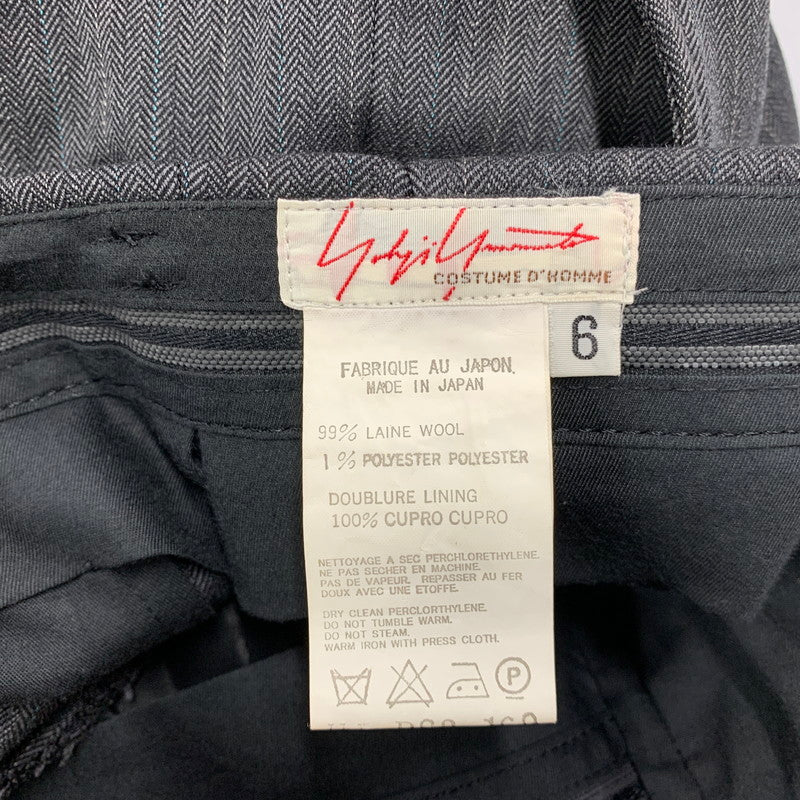 Yohji Yamamoto
COSTUME D'HOMME
6
FABRIQUE AU JAPON.
MADE IN JAPAN
99% LAINE WOOL
1% POLYESTER POLYESTER
DOUBLURE LINING
100% CUPRO CUPRO
NETTOYAGE A SEC PERCHLORETHYLENE.
NE PAS SECHER EN MACHINE.
PAS DE VAPEUR. REPASSER AU FER
DOUX AVEC UNE ETOFFE.
DRY CLEAN PERCLORTHYLENE.
DO NOT TUMBLE WARM.
DO NOT STEAM.
WARM IRON WITH PRESS CLOTH.
P